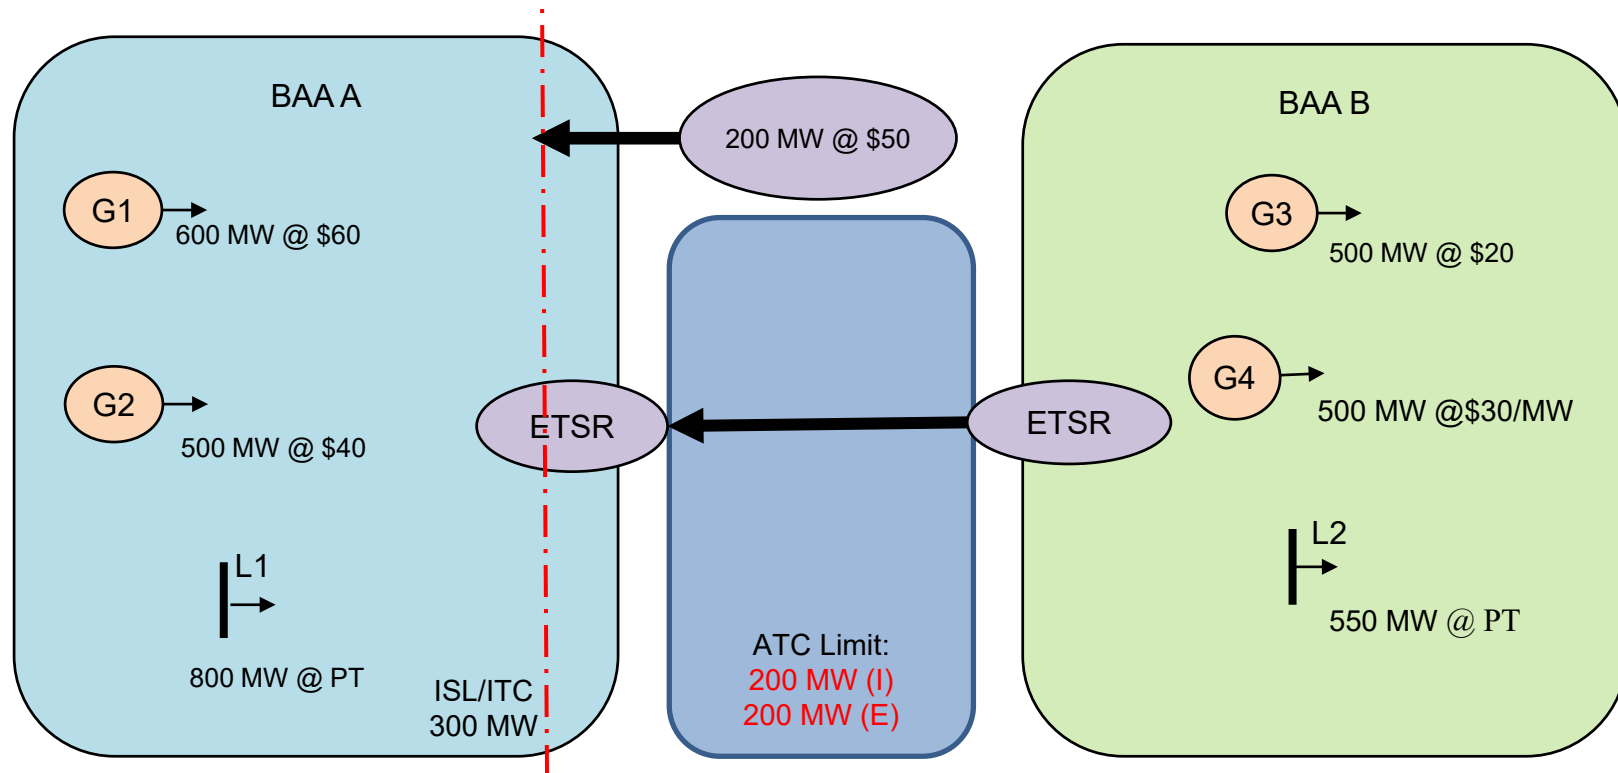 BAA A
200 MW @ $50
BAA B
G1
600 MW @ $60
G3
500 MW @ $20
G2
500 MW @ $40
ETSR
ETSR
G4
500 MW @$30/MW
L1
800 MW @ PT
ISL/ITC
300 MW
ATC Limit:
200 MW (I)
200 MW (E)
L2
550 MW @ PT